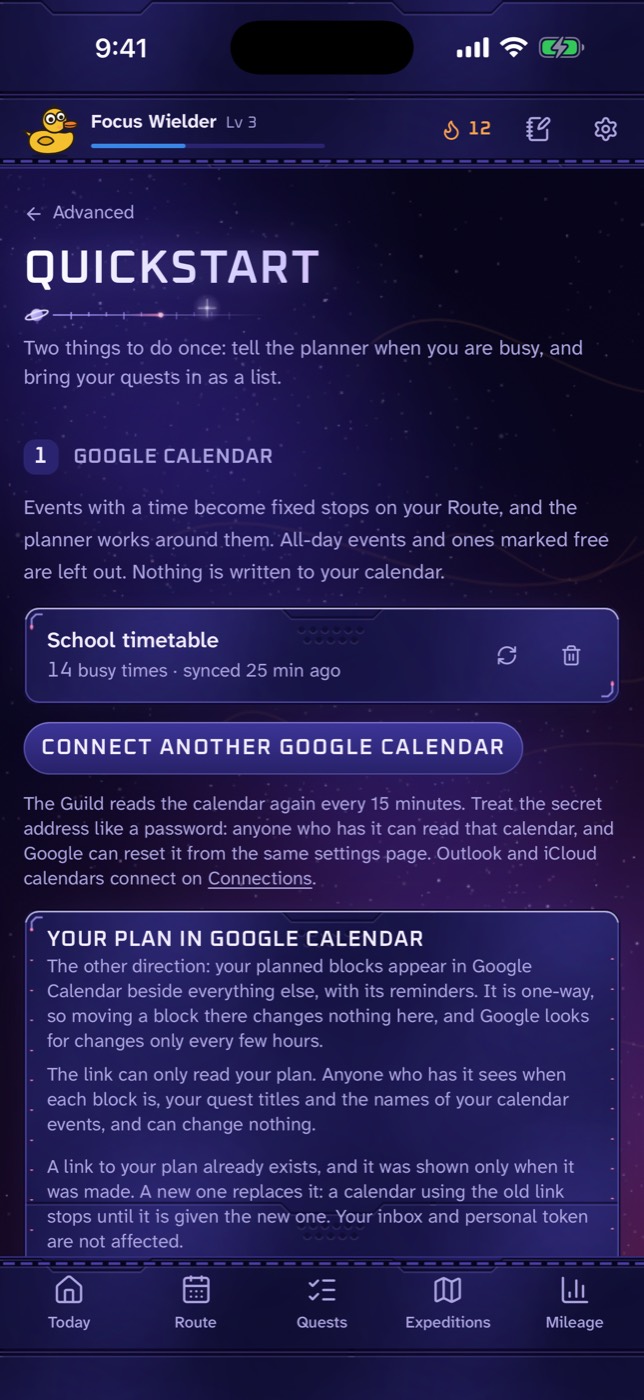 9:41
Focus Wielder Lv 3
12
Advanced
QUICKSTART
Two things to do once: tell the planner when you are busy, and
bring your quests in as a list.
1 GOOGLE CALENDAR
Events with a time become fixed stops on your Route, and the
planner works around them. All-day events and ones marked free
are left out. Nothing is written to your calendar.
School timetable
14 busy times · synced 25 min ago
CONNECT ANOTHER GOOGLE CALENDAR
The Guild reads the calendar again every 15 minutes. Treat the secret
address like a password: anyone who has it can read that calendar, and
Google can reset it from the same settings page. Outlook and iCloud
calendars connect on Connections.
YOUR PLAN IN GOOGLE CALENDAR
The other direction: your planned blocks appear in Google
Calendar beside everything else, with its reminders. It is one-way,
so moving a block there changes nothing here, and Google looks
for changes only every few hours.
The link can only read your plan. Anyone who has it sees when
each block is, your quest titles and the names of your calendar
events, and can change nothing.
A link to your plan already exists, and it was shown only when it
was made. A new one replaces it: a calendar using the old link
stops until it is given the new one. Your inbox and personal token
are not affected.
Today
Route
Quests
Expeditions
Mileage